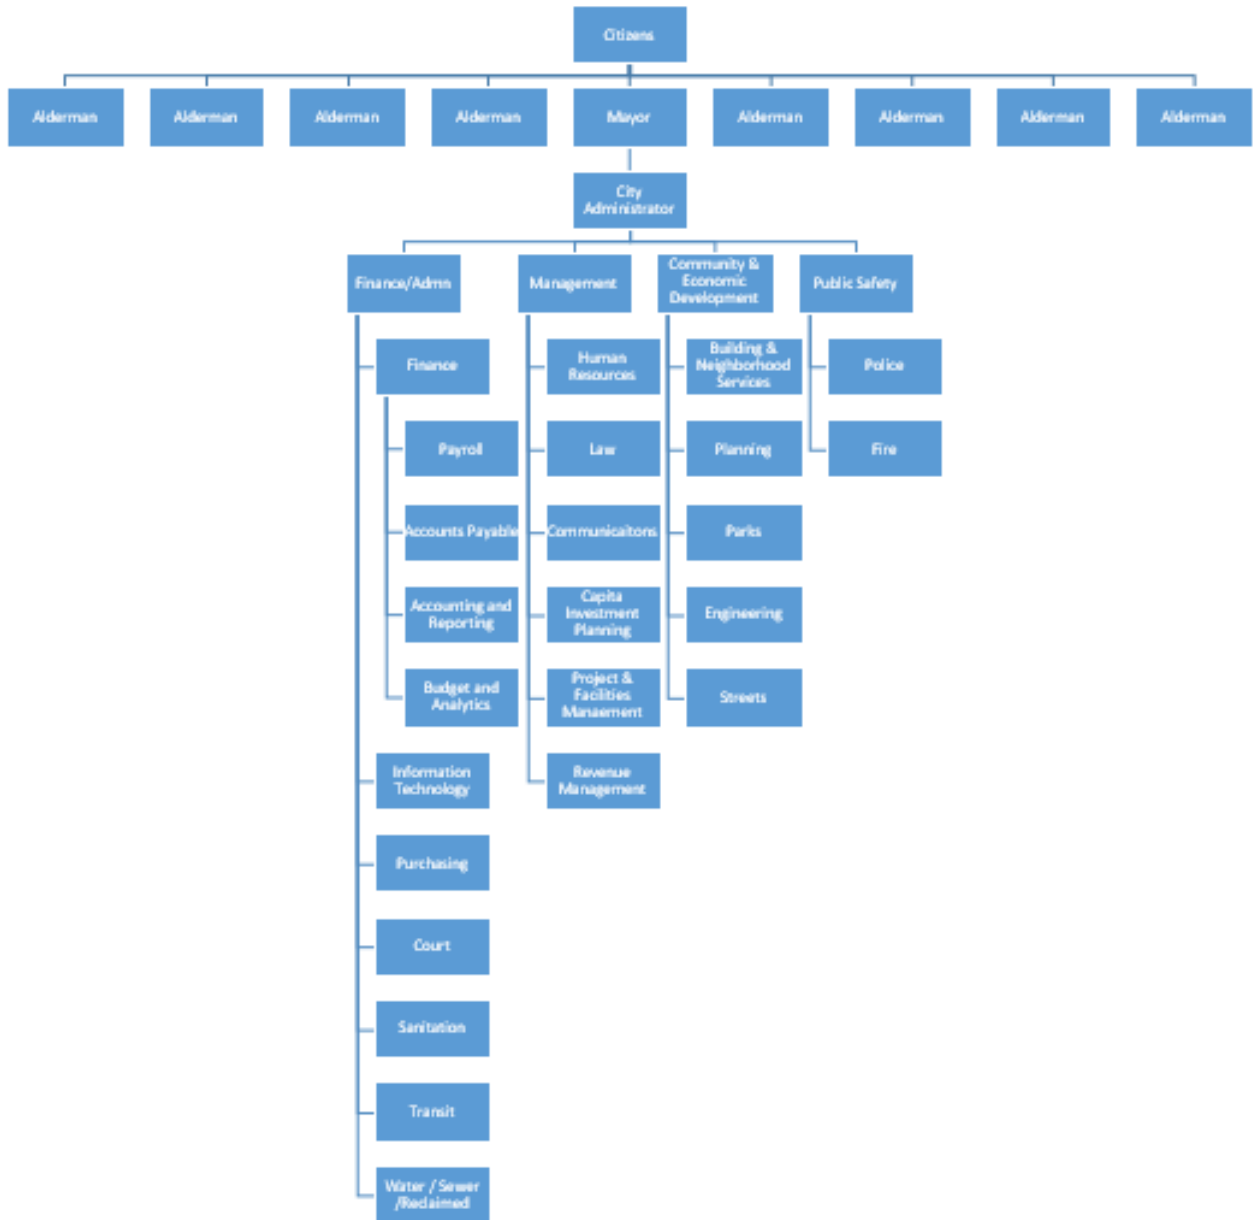 Citizens
Alderman
Alderman
Alderman
Alderman
Mayor
Alderman
Alderman
Alderman
Alderman
City
Administrator
Finance/Admn
Finance
Payroll
Accounts Payable
Accounting and
Reporting
Budget and
Analytics
Information
Technology
Purchasing
Court
Sanitation
Transit
Water / Sewer
/Reclaimed
Management
Human
Resources
Law
Communicaitons
Capita
Investment
Planning
Project &
Facilities
Manaement
Revenue
Management
Community &
Economic
Development
Building &
Neighborhood
Services
Planning
Parks
Engineering
Streets
Public Safety
Police
Fire